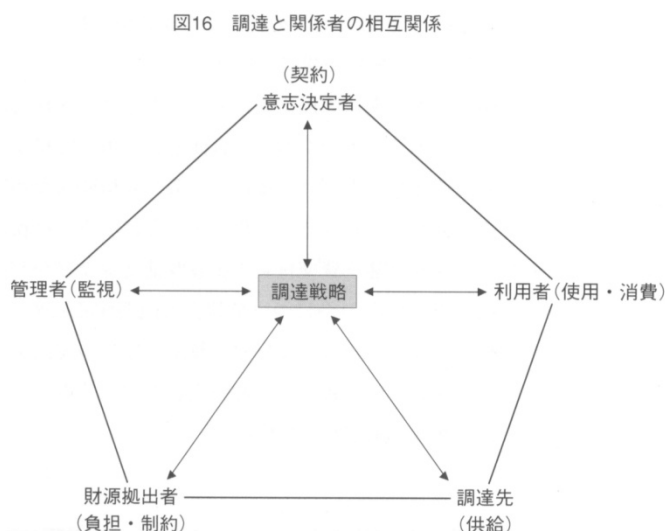 図16　調達と関係者の相互関係
(契約)
意志決定者
管理者(監視)
調達戦略
利用者(使用・消費)
財源拠出者
(負担・制約)
調達先
(供給)